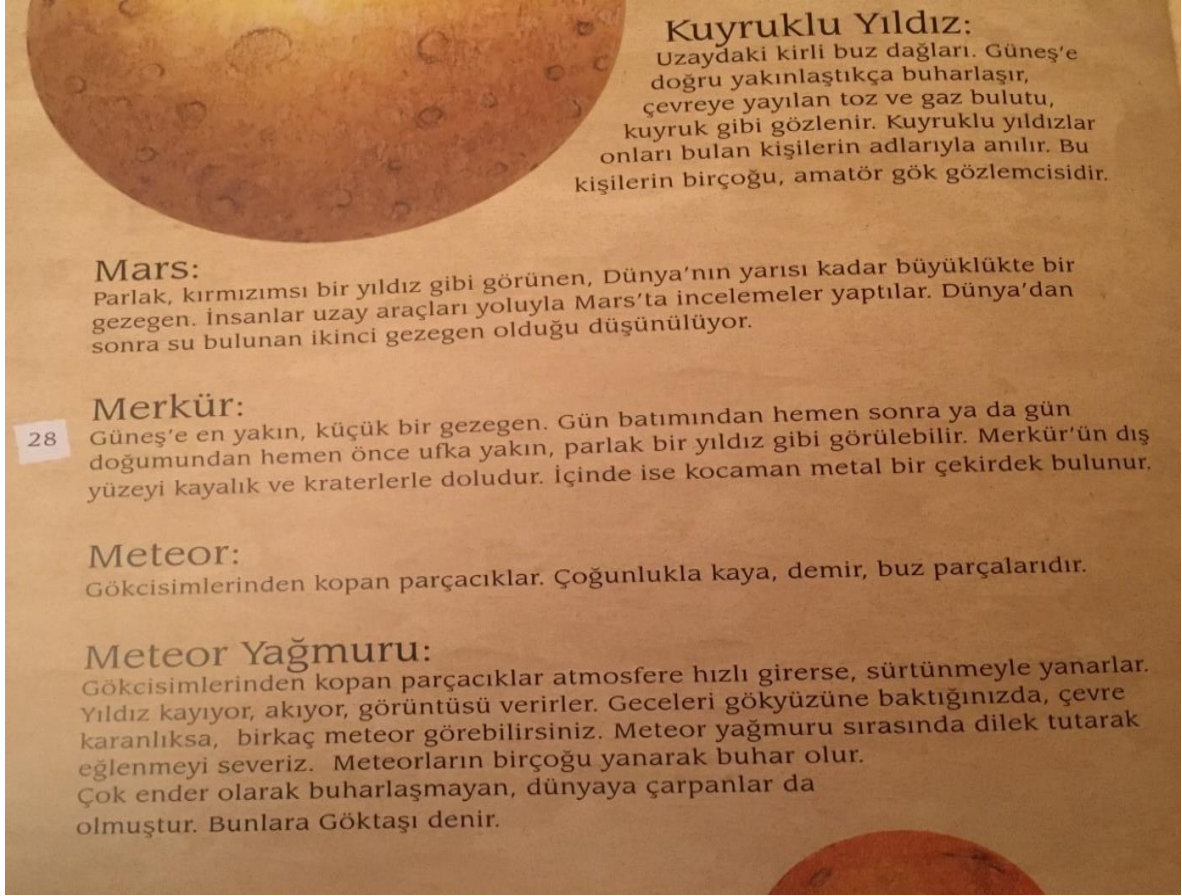 Kuyruklu Yıldız:
Uzaydaki kirli buz dağları. Güneş’e
doğru yakınlaştıkça buharlaşır,
çevreye yayılan toz ve gaz bulutu,
kuyruk gibi gözlenir. Kuyruklu yıldızlar
onları bulan kişilerin adlarıyla anılır. Bu
kişilerin birçoğu, amatör gök gözlemcisidir.
Mars:
Parlak, kırmızımsı bir yıldız gibi görünen, Dünya’nın yarısı kadar büyüklükte bir
gezegen. İnsanlar uzay araçları yoluyla Mars’ta incelemeler yaptılar. Dünya’dan
sonra su bulunan ikinci gezegen olduğu düşünülüyor.
Merkür:
Güneş’e en yakın, küçük bir gezegen. Gün batımından hemen sonra ya da gün
28
doğumundan hemen önce ufka yakın, parlak bir yıldız gibi görülebilir. Merkür’ün dış
yüzeyi kayalık ve kraterlerle doludur. İçinde ise kocaman metal bir çekirdek bulunur.
Meteor:
Gökcisimlerinden kopan parçacıklar. Çoğunlukla kaya, demir, buz parçalarıdır.
Meteor Yağmuru:
Gökcisimlerinden kopan parçacıklar atmosfere hızlı girerse, sürtünmeyle yanarlar.
Yıldız kayıyor, akıyor, görüntüsü verirler. Geceleri gökyüzüne baktığınızda, çevre
karanlıksa, birkaç meteor görebilirsiniz. Meteor yağmuru sırasında dilek tutarak
eğlenmeyi severiz. Meteorların birçoğu yanarak buhar olur.
Çok ender olarak buharlaşmayan, dünyaya çarpanlar da
olmuştur. Bunlara Göktaşı denir.